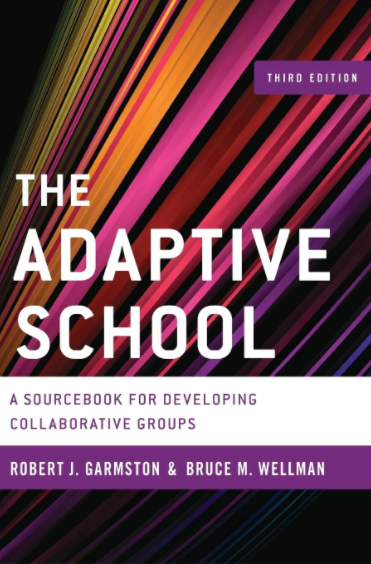 THIRD EDITION
THE
ADAPTIVE
SCHOOL
A SOURCEBOOK FOR DEVELOPING
COLLABORATIVE GROUPS
ROBERT J. GARMSTON & BRUCE M. WELLMAN